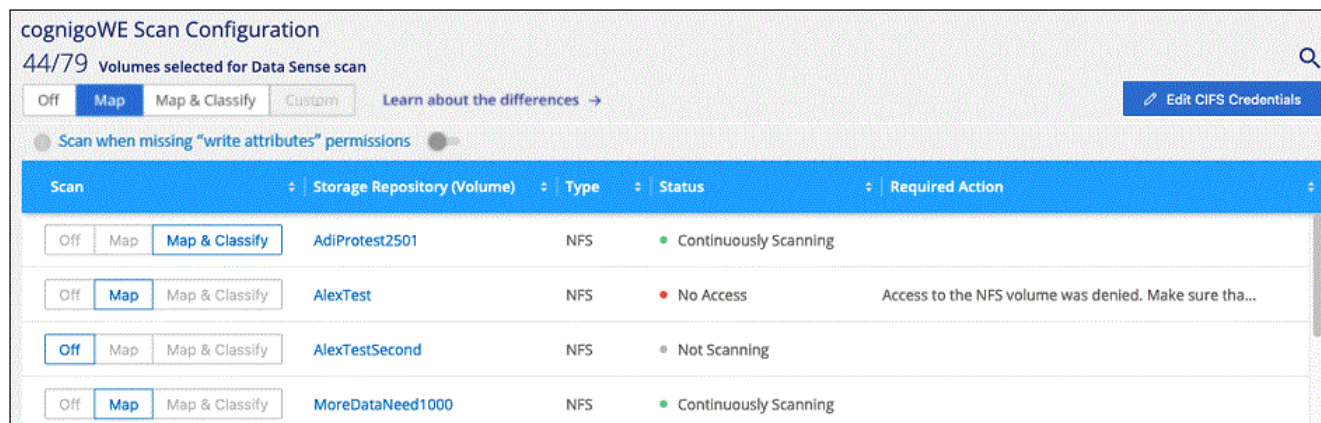 cognigoWE Scan Configuration
44/79 Volumes selected for Data Sense scan
Off Map Map & Classify Custom Learn about the differences → Edit CIFS Credentials
Scan when missing “write attributes” permissions
Scan Storage Repository (Volume) Type Status Required Action
Off Map Map & Classify AdiProtest2501 NFS Continuously Scanning
Off Map Map & Classify AlexTest NFS No Access Access to the NFS volume was denied. Make sure tha...
Off Map Map & Classify AlexTestSecond NFS Not Scanning
Off Map Map & Classify MoreDataNeed1000 NFS Continuously Scanning